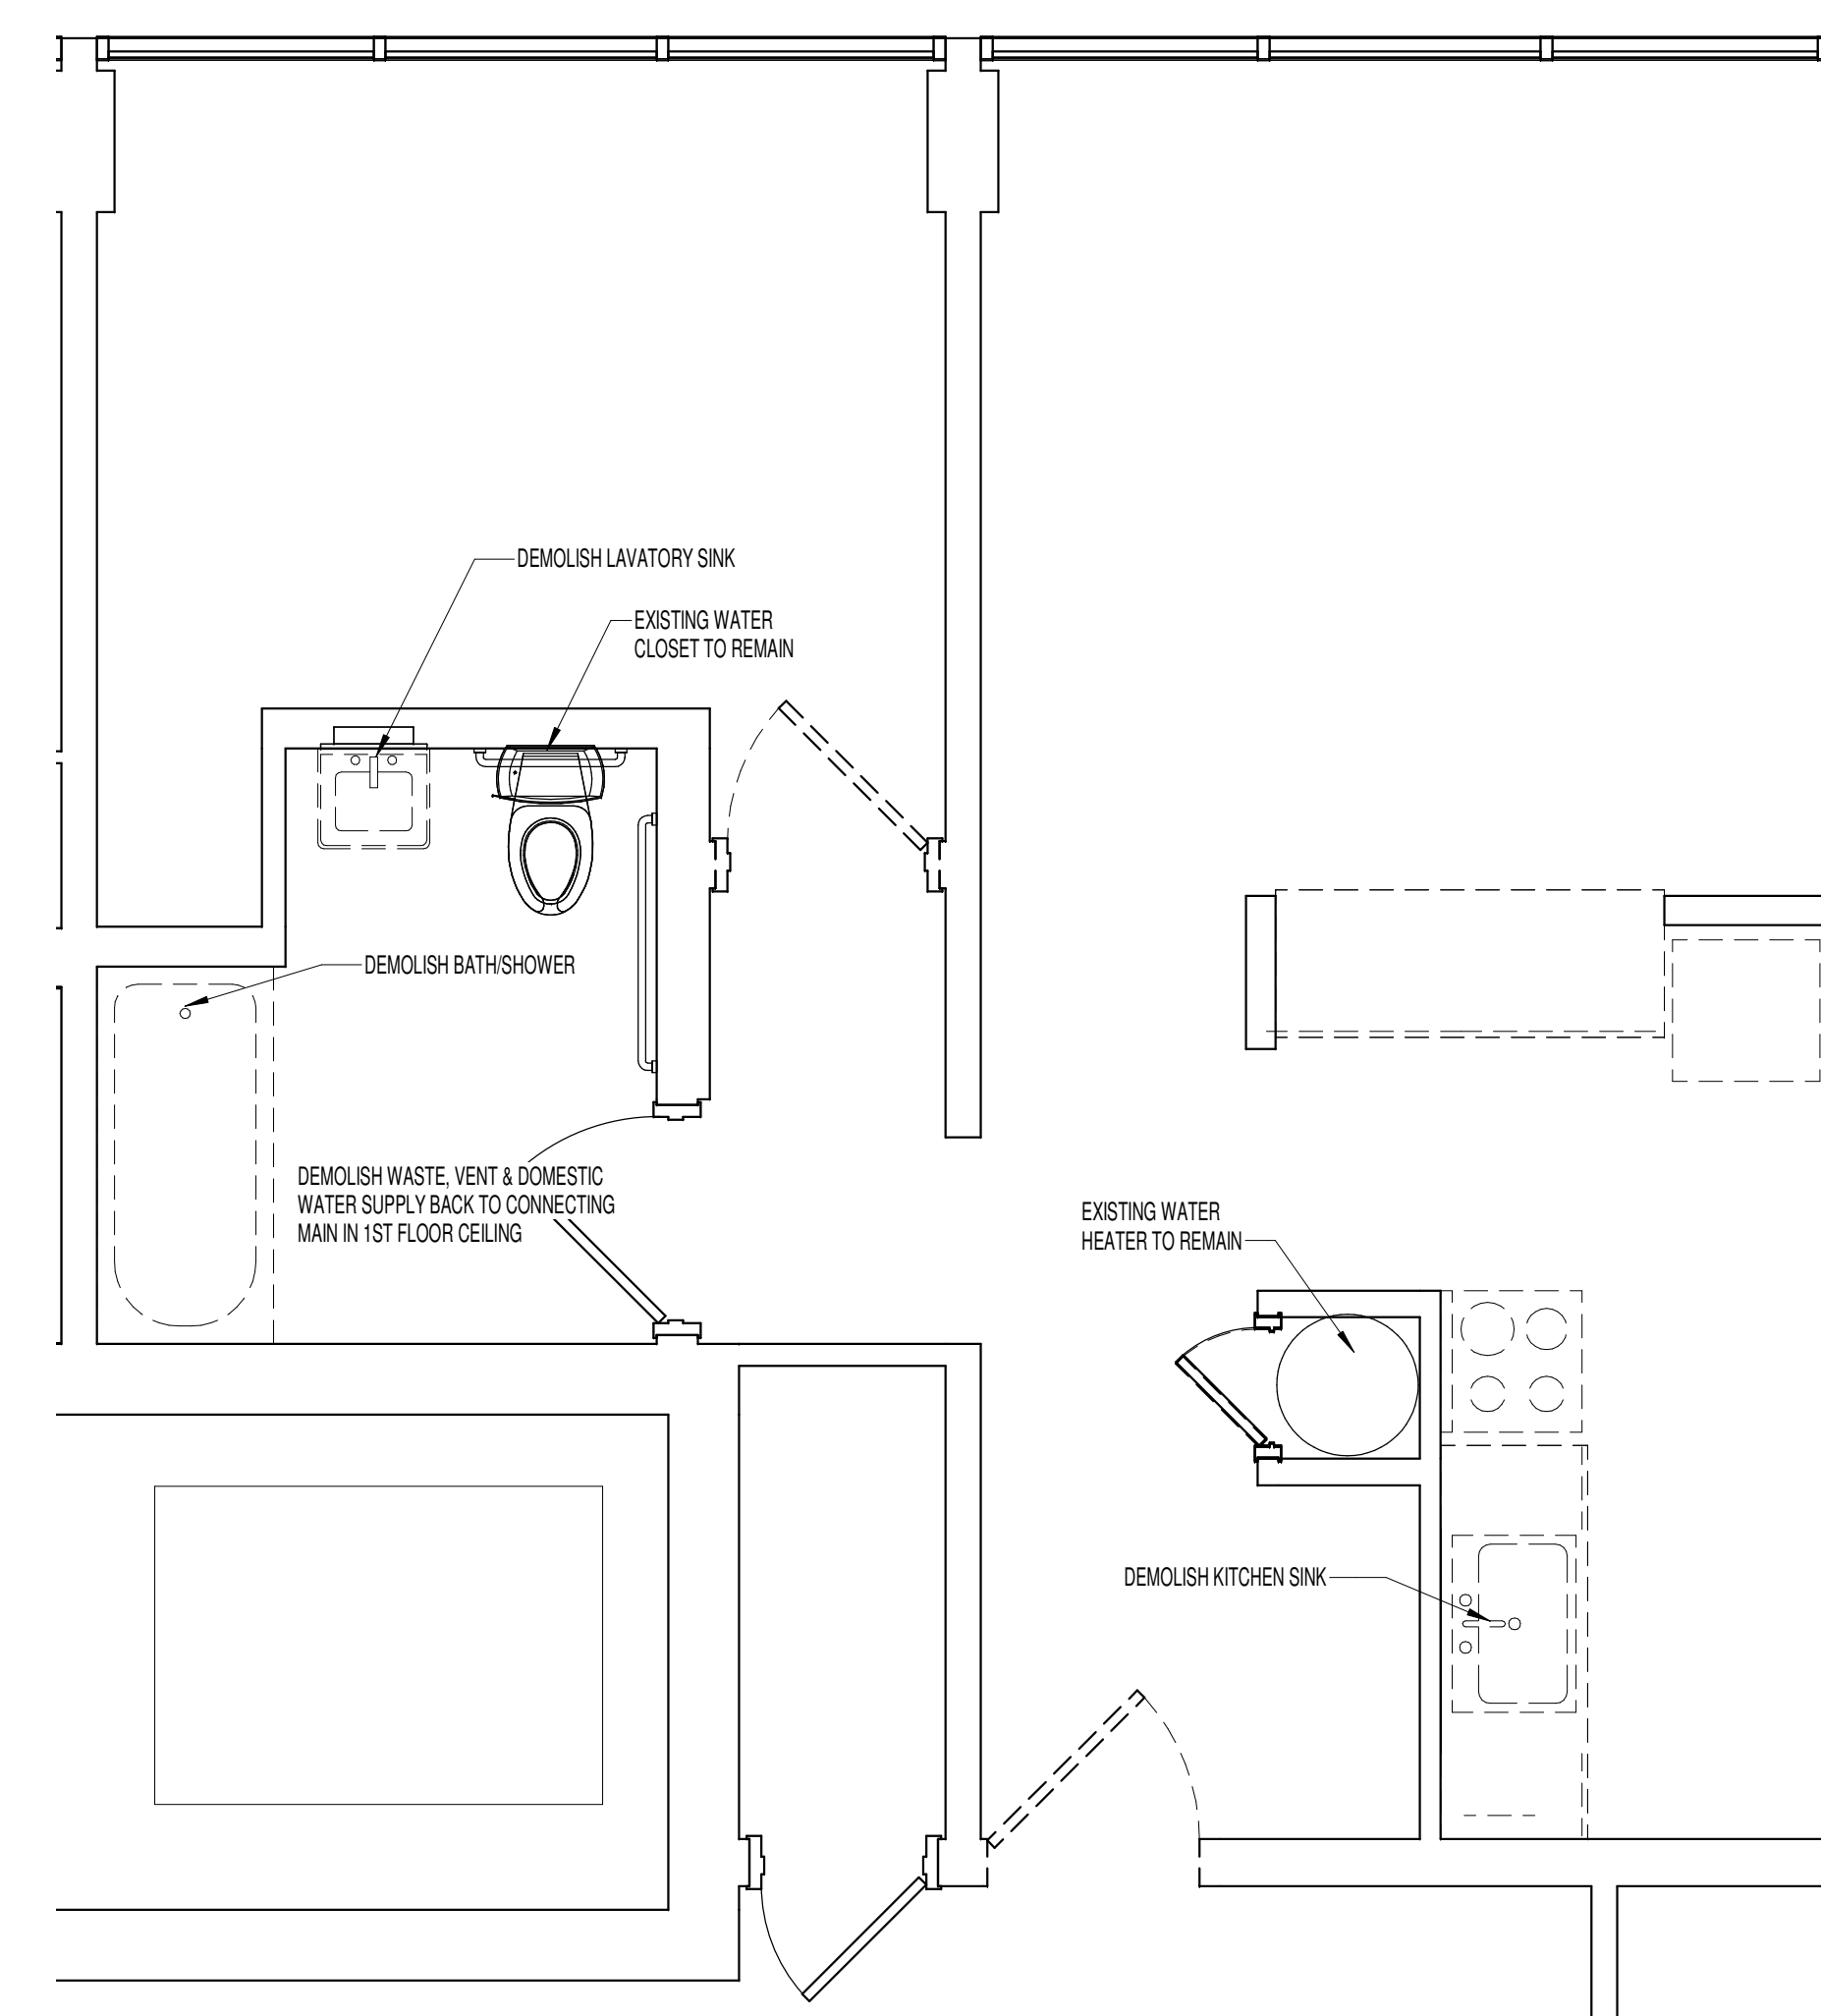 DEMOLISH LAVATORY SINK
EXISTING WATER
CLOSET TO REMAIN
DEMOLISH BATH/SHOWER
DEMOLISH WASTE, VENT & DOMESTIC
WATER SUPPLY BACK TO CONNECTING
MAIN IN 1ST FLOOR CEILING
EXISTING WATER
HEATER TO REMAIN
DEMOLISH KITCHEN SINK